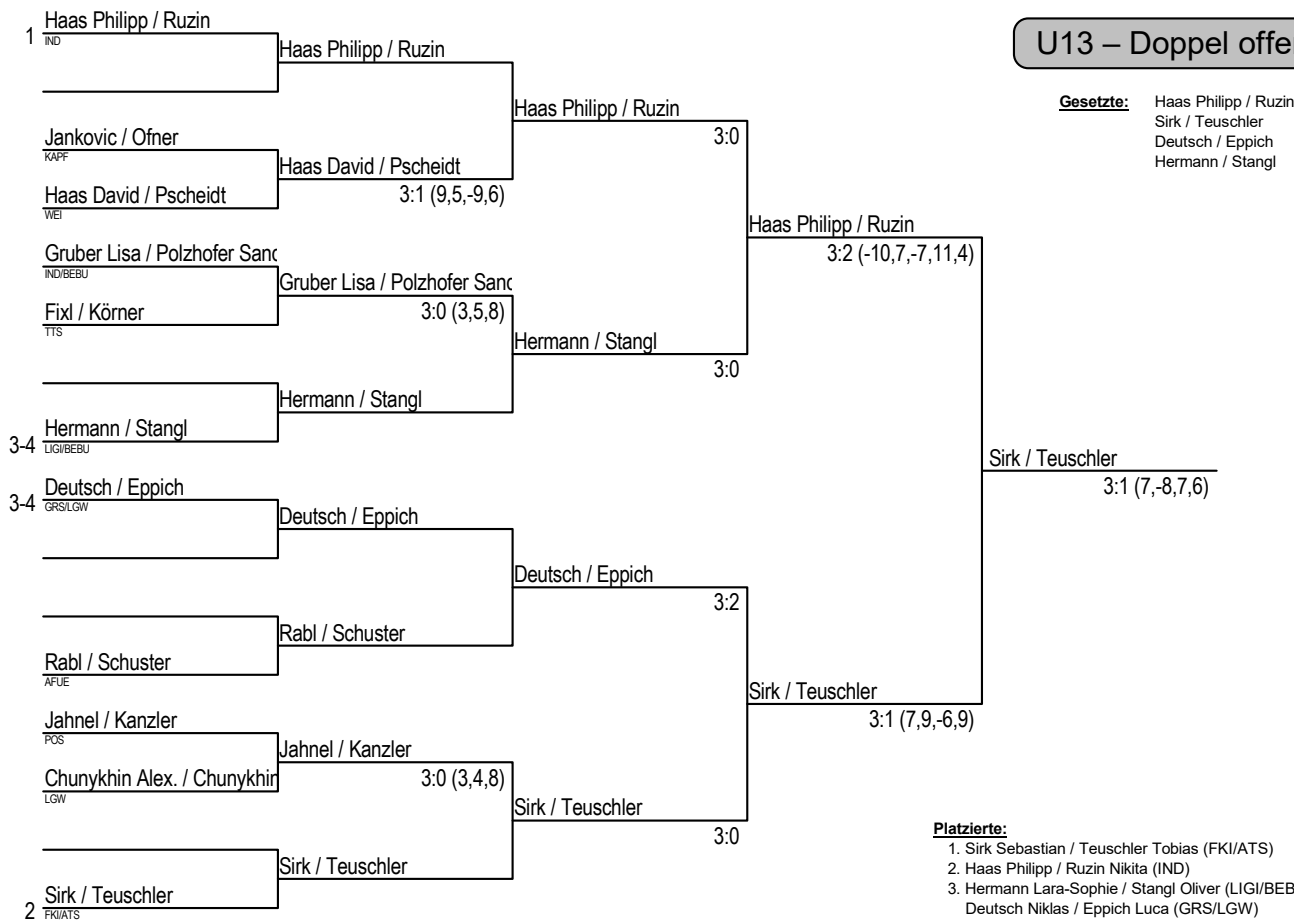 U13 – Doppel offe
Gesetzte: Haas Philipp / Ruzin
Sirk / Teuschler
Deutsch / Eppich
Hermann / Stangl
1 Haas Philipp / Ruzin
IND
Jankovic / Ofner
KAPF
Haas David / Pscheidt
WEI
Gruber Lisa / Polzhofer Sand
IND/BEBU
Fixl / Körner
TTS
3-4 Hermann / Stangl
LIGI/BEBU
3-4 Deutsch / Eppich
GRS/LGW
Rabl / Schuster
AFUE
Jahnel / Kanzler
POS
Chunykhin Alex. / Chunykhin
LGW
2 Sirk / Teuschler
FKI/ATS
Haas Philipp / Ruzin
Haas David / Pscheidt
3:1 (9,5,-9,6)
Gruber Lisa / Polzhofer Sand
3:0 (3,5,8)
Hermann / Stangl
Deutsch / Eppich
Rabl / Schuster
Jahnel / Kanzler
3:0 (3,4,8)
Sirk / Teuschler
Haas Philipp / Ruzin
3:0
Hermann / Stangl
3:0
Deutsch / Eppich
3:2
Sirk / Teuschler
3:0
Haas Philipp / Ruzin
3:2 (-10,7,-7,11,4)
Sirk / Teuschler
3:1 (7,9,-6,9)
Sirk / Teuschler
3:1 (7,-8,7,6)
Platzierte:
1. Sirk Sebastian / Teuschler Tobias (FKI/ATS)
2. Haas Philipp / Ruzin Nikita (IND)
3. Hermann Lara-Sophie / Stangl Oliver (LIGI/BEB
Deutsch Niklas / Eppich Luca (GRS/LGW)